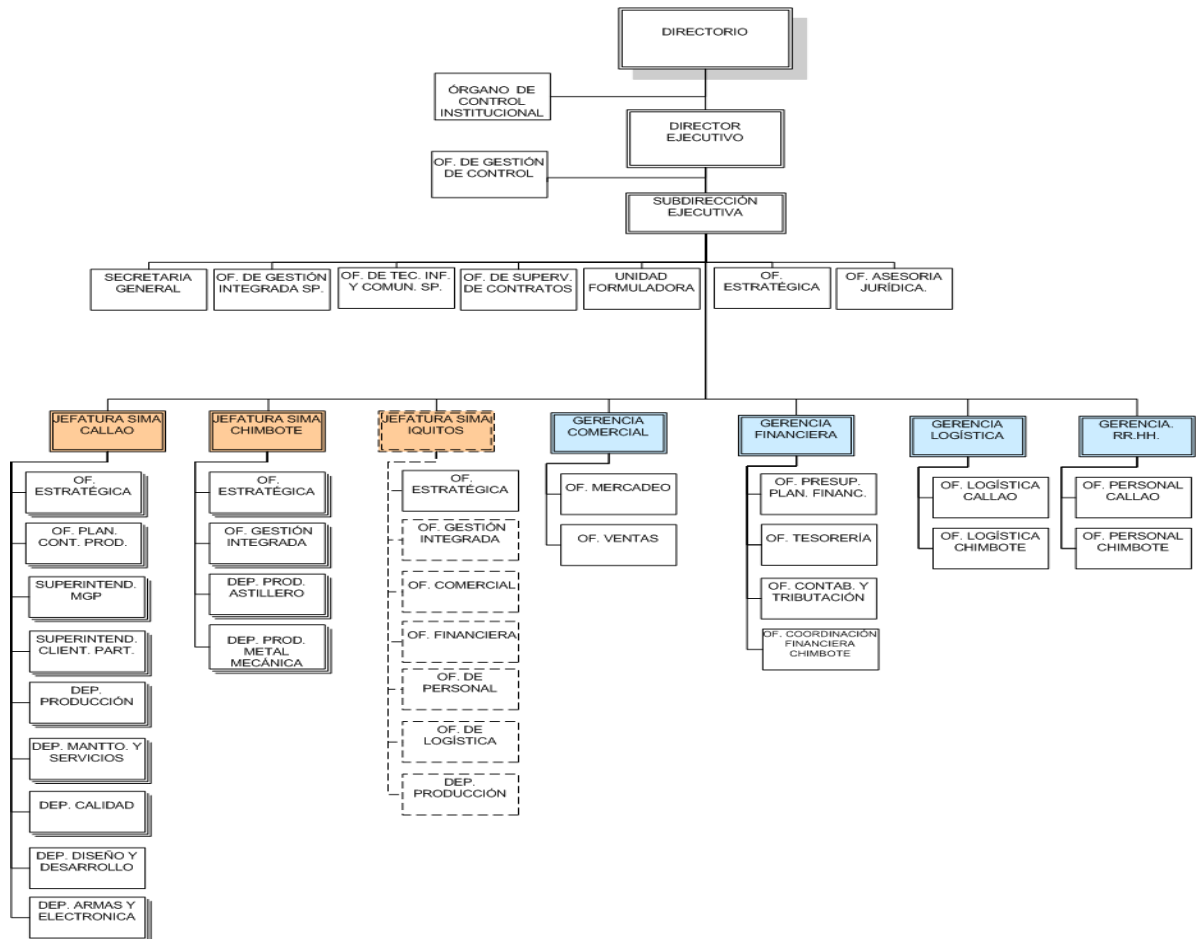 DIRECTORIO
ÓRGANO DE
CONTROL
INSTITUCIONAL
DIRECTOR
EJECUTIVO
OF. DE GESTIÓN
DE CONTROL
SUBDIRECCIÓN
EJECUTIVA
SECRETARIA
GENERAL
OF. DE GESTIÓN
INTEGRADA SP.
OF. DE TEC. INF.
Y COMUN. SP.
OF. DE SUPERV.
DE CONTRATOS
UNIDAD
FORMULADORA
OF.
ESTRATÉGICA
OF. ASESORIA
JURÍDICA.
JEFATURA SIMA
CALLAO
OF.
ESTRATÉGICA
OF. PLAN.
CONT. PROD.
SUPERINTEND.
MGP
SUPERINTEND.
CLIENT. PART.
DEP.
PRODUCCIÓN
DEP. MANTTO. Y
SERVICIOS
DEP. CALIDAD
DEP. DISEÑO Y
DESARROLLO
DEP. ARMAS Y
ELECTRONICA
JEFATURA SIMA
CHIMBOTE
OF.
ESTRATÉGICA
OF. GESTIÓN
INTEGRADA
DEP. PROD.
ASTILLERO
DEP. PROD.
METAL
MECÁNICA
JEFATURA SIMA
IQUITOS
OF.
ESTRATÉGICA
OF. GESTIÓN
INTEGRADA
OF. COMERCIAL
OF. FINANCIERA
OF. DE
PERSONAL
OF. DE
LOGÍSTICA
DEP.
PRODUCCIÓN
GERENCIA
COMERCIAL
OF. MERCADEO
OF. VENTAS
GERENCIA
FINANCIERA
OF. PRESUP.
PLAN. FINANC.
OF. TESORERÍA
OF. CONTAB. Y
TRIBUTACIÓN
OF. COORDINACIÓN
FINANCIERA
CHIMBOTE
GERENCIA
LOGÍSTICA
OF. LOGÍSTICA
CALLAO
OF. LOGÍSTICA
CHIMBOTE
GERENCIA.
RR.HH.
OF. PERSONAL
CALLAO
OF. PERSONAL
CHIMBOTE